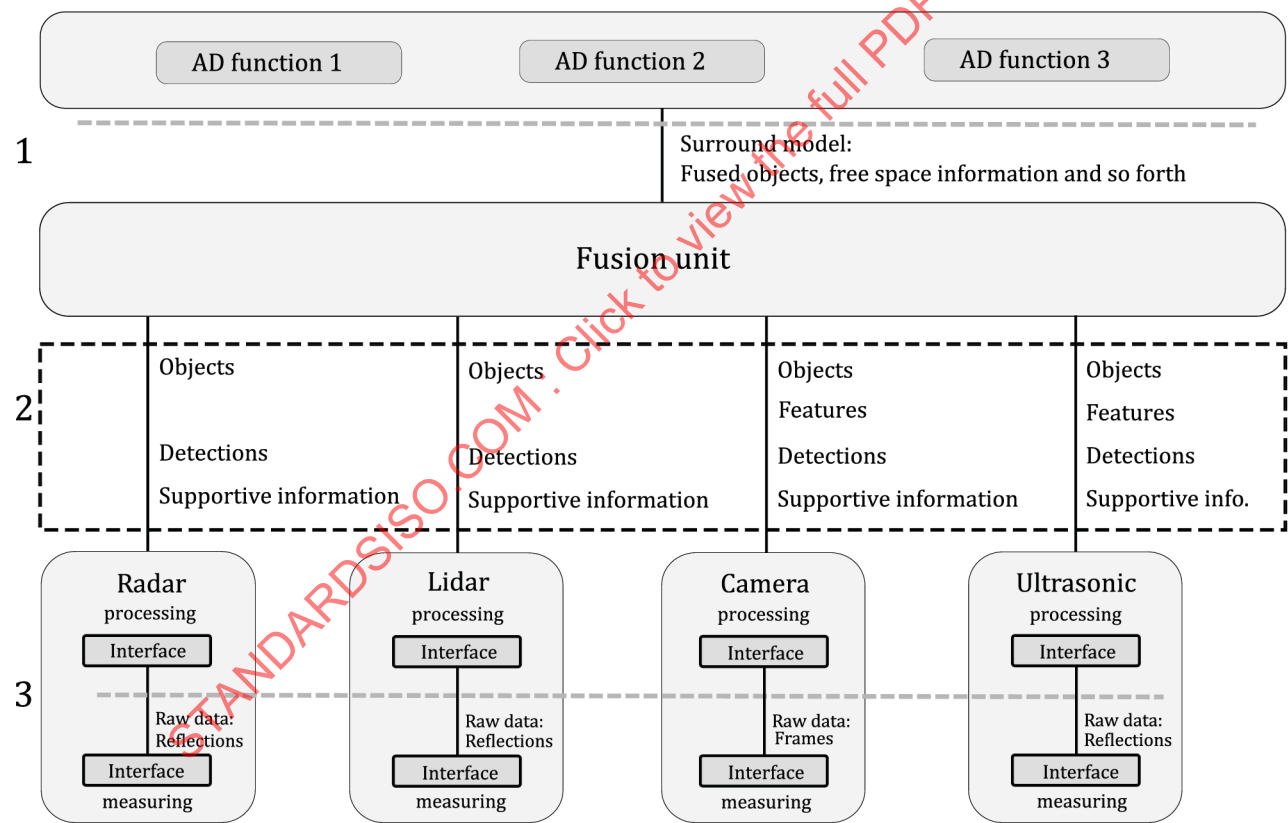 AD function 1
AD function 2
AD function 3
1
Surround model:
Fused objects, free space information and so forth
Fusion unit
2
Objects
Detections
Supportive information
Objects
Detections
Supportive information
Objects
Features
Detections
Supportive information
Objects
Features
Detections
Supportive info.
3
Radar
processing
Interface
Raw data:
Reflections
Interface
measuring
Lidar
processing
Interface
Raw data:
Reflections
Interface
measuring
Camera
processing
Interface
Raw data:
Frames
Interface
measuring
Ultrasonic
processing
Interface
Raw data:
Reflections
Interface
measuring
STANDARDSISO.COM : Click to view the full PDF